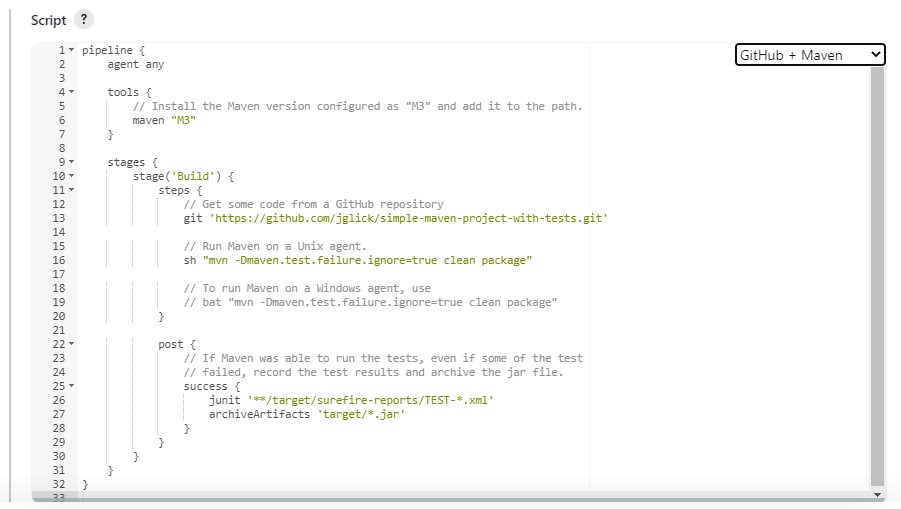 Script ?
GitHub + Maven
1 pipeline {
2     agent any
3
4     tools {
5         // Install the Maven version configured as "M3" and add it to the path.
6         maven "M3"
7     }
8
9     stages {
10         stage('Build') {
11             steps {
12                 // Get some code from a GitHub repository
13                 git 'https://github.com/jglick/simple-maven-project-with-tests.git'
14
15                 // Run Maven on a Unix agent.
16                 sh "mvn -Dmaven.test.failure.ignore=true clean package"
17
18                 // To run Maven on a Windows agent, use
19                 // bat "mvn -Dmaven.test.failure.ignore=true clean package"
20             }
21
22             post {
23                 // If Maven was able to run the tests, even if some of the test
24                 // failed, record the test results and archive the jar file.
25                 success {
26                     junit '**/target/surefire-reports/TEST-*.xml'
27                     archiveArtifacts 'target/*.jar'
28                 }
29             }
30         }
31     }
32 }
33